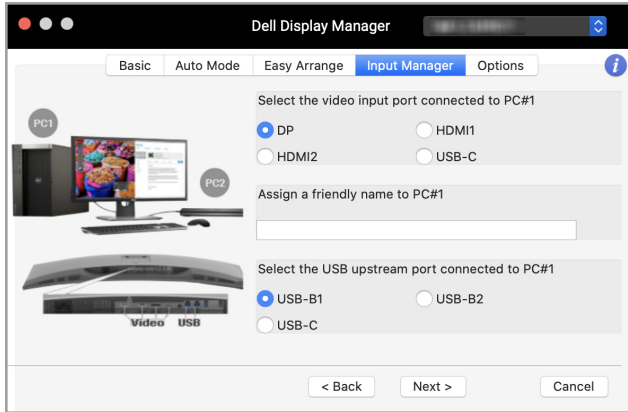 Dell Display Manager
Basic Auto Mode Easy Arrange Input Manager Options i
Select the video input port connected to PC#1
PC1
DP HDMI1
HDMI2 USB-C
PC2
Assign a friendly name to PC#1
Select the USB upstream port connected to PC#1
USB-B1 USB-B2
Video USB
USB-C
< Back Next > Cancel